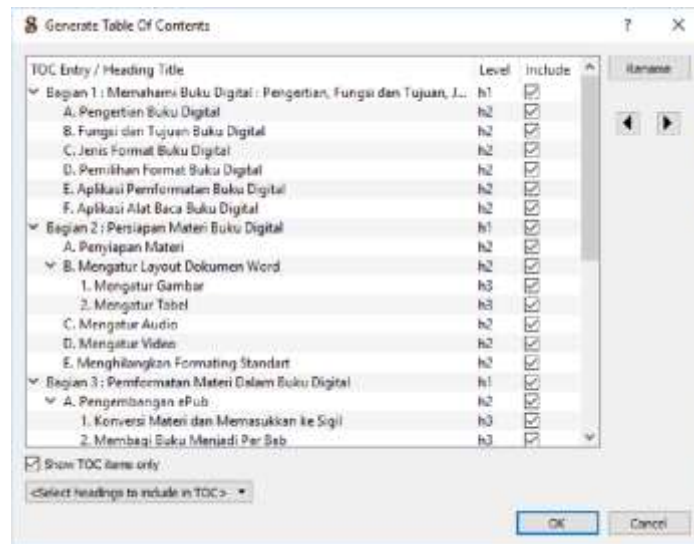 Generate Table Of Contents
TOC Entry / Heading Title Level Include
Bagian 1 : Memahami Buku Digital : Pengertian, Fungsi dan Tujuan, J... h1
A. Pengertian Buku Digital h2
B. Fungsi dan Tujuan Buku Digital h2
C. Jenis Format Buku Digital h2
D. Pemilihan Format Buku Digital h2
E. Aplikasi Pemformatan Buku Digital h2
F. Aplikasi Alat Baca Buku Digital h2
Bagian 2 : Persiapan Materi Buku Digital h1
A. Penyiapan Materi h2
B. Mengatur Layout Dokumen Word h2
1. Mengatur Gambar h3
2. Mengatur Tabel h3
C. Mengatur Audio h2
D. Mengatur Video h2
E. Menghilangkan Formating Standart h2
Bagian 3 : Pemformatan Materi Dalam Buku Digital h1
A. Pengembangan ePub h2
1. Konversi Materi dan Memasukkan ke Sigil h3
2. Membagi Buku Menjadi Per Bab h3
Rename
Show TOC items only
<Select headings to include in TOC>
OK Cancel